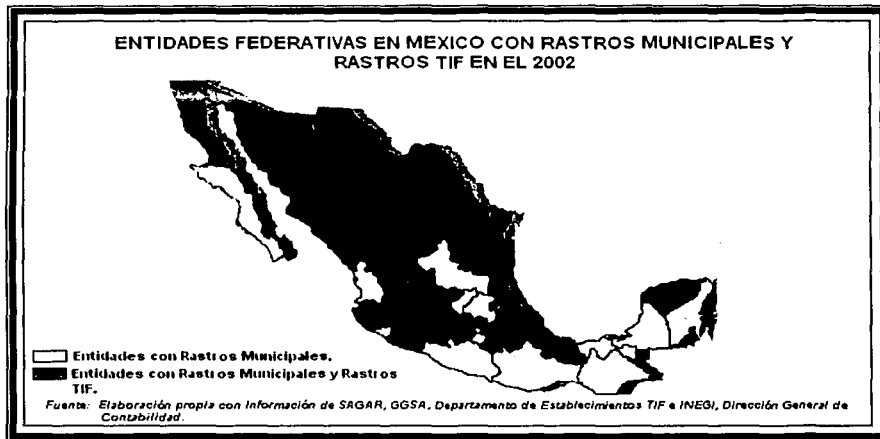 ENTIDADES FEDERATIVAS EN MEXICO CON RASTROS MUNICIPALES Y
RASTROS TIF EN EL 2002
Entidades con Rastros Municipales.
Entidades con Rastros Municipales y Rastros
TIF.
Fuente: Elaboración propia con Información de SAGAR, GGSA, Departamento de Establecimientos TIF e INEGI, Dirección General de
Contabilidad.